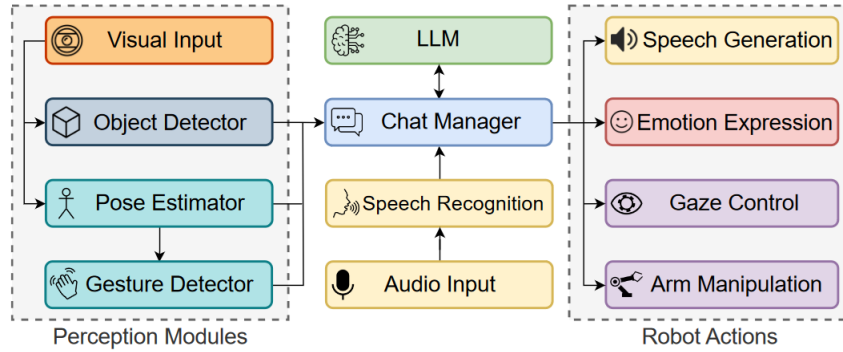 Visual Input
Object Detector
Pose Estimator
Gesture Detector
Perception Modules
LLM
Chat Manager
Speech Recognition
Audio Input
Speech Generation
Emotion Expression
Gaze Control
Arm Manipulation
Robot Actions